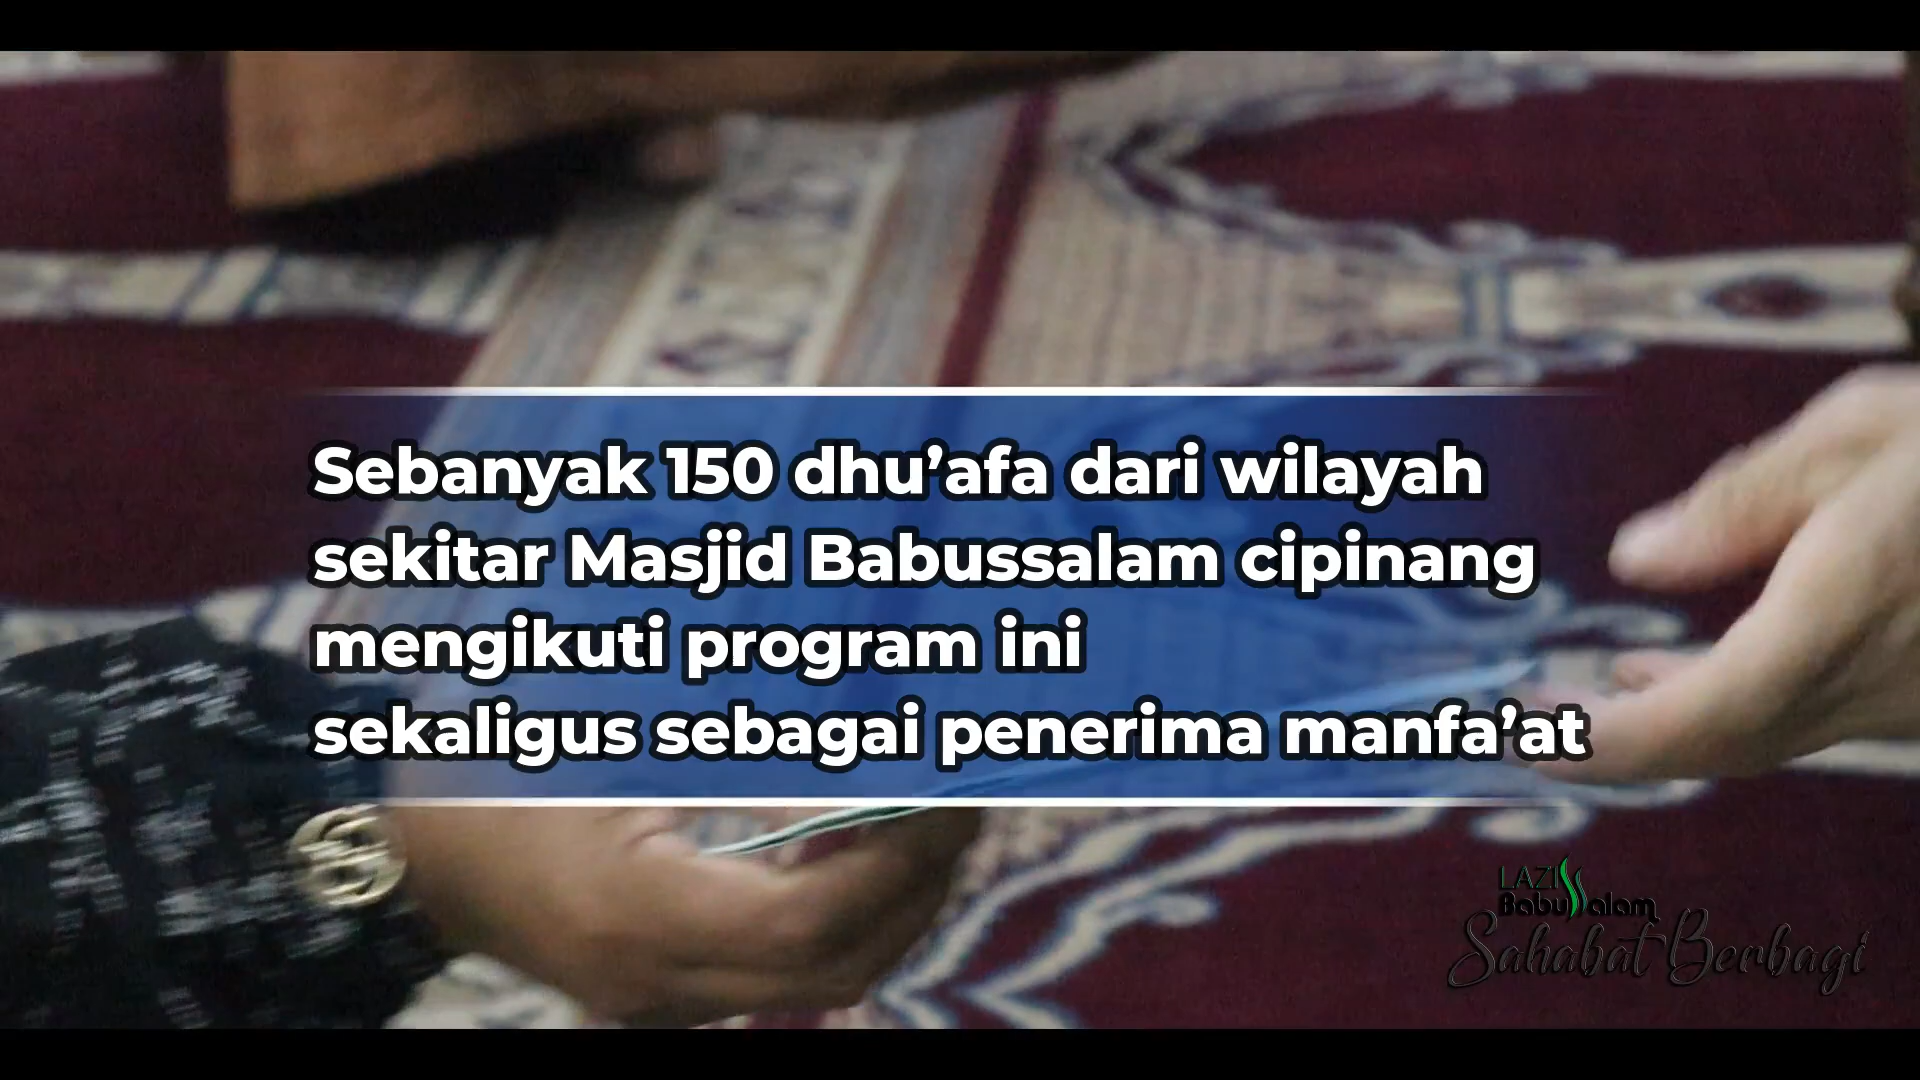 Sebanyak 150 dhu’afa dari wilayah
sekitar Masjid Babussalam cipinang
mengikuti program ini
sekaligus sebagai penerima manfa’at
LAZIS
BabuSSalam
Sahabat Berbagi